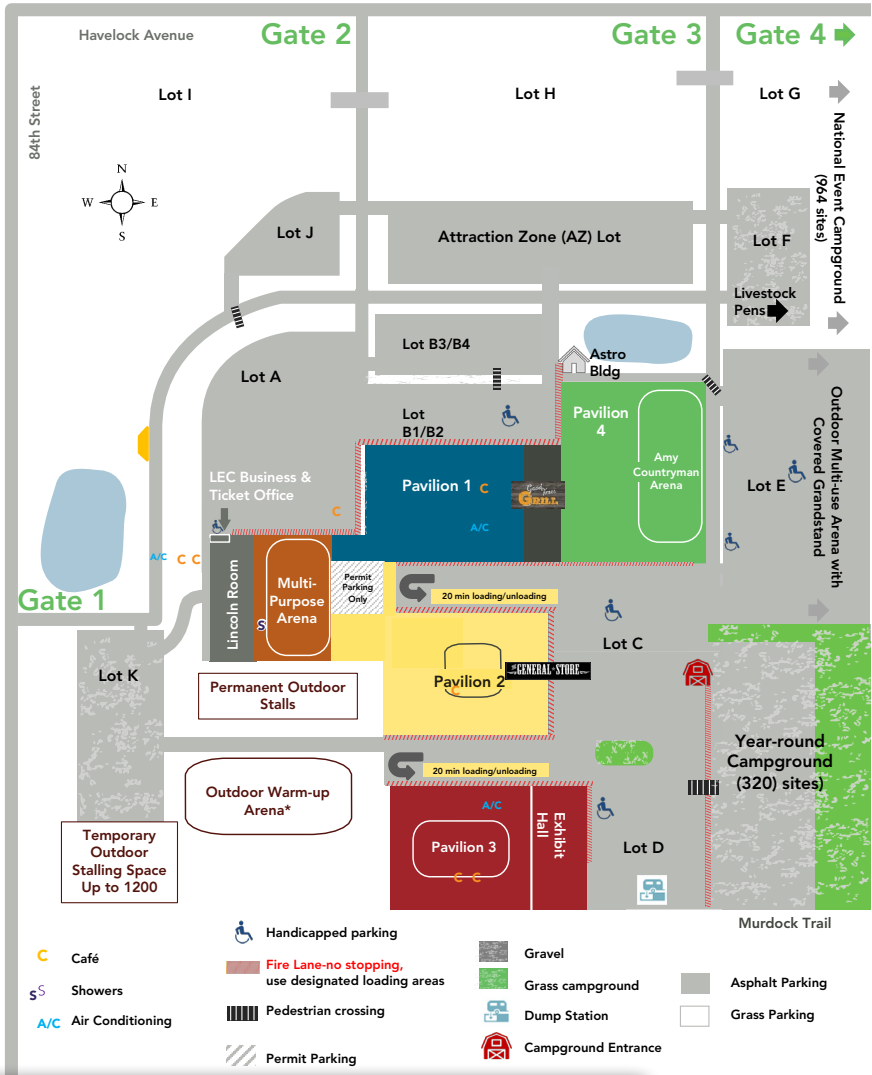 Havelock Avenue
Gate 2
Gate 3
Gate 4
84th Street
Lot I
Lot H
Lot G
National Event Campground
(964 sites)
N
W
E
S
Lot J
Attraction Zone (AZ) Lot
Lot F
Livestock
Pens
Lot B3/B4
Astro
Bldg
Lot A
Lot
B1/B2
Pavilion
4
Amy
Countryman
Arena
Outdoor Multi-use Arena with
Covered Grandstand
LEC Business &
Ticket Office
Pavilion 1
C
GRILL
Lot E
C
A/C
A/C
C C
Gate 1
Lincoln Room
Multi-
Purpose
Arena
Permit
Parking
Only
20 min loading/unloading
S
Lot C
Lot K
Pavilion 2
C
THE GENERAL STORE
Permanent Outdoor
Stalls
Year-round
Campground
(320) sites)
20 min loading/unloading
Outdoor Warm-up
Arena*
A/C
Exhibit
Hall
Pavilion 3
C C
Lot D
Temporary
Outdoor
Stalling Space
Up to 1200
Murdock Trail
C
Café
sS
Showers
A/C
Air Conditioning
Handicapped parking
Fire Lane-no stopping,
use designated loading areas
Pedestrian crossing
Permit Parking
Gravel
Grass campground
Dump Station
Campground Entrance
Asphalt Parking
Grass Parking